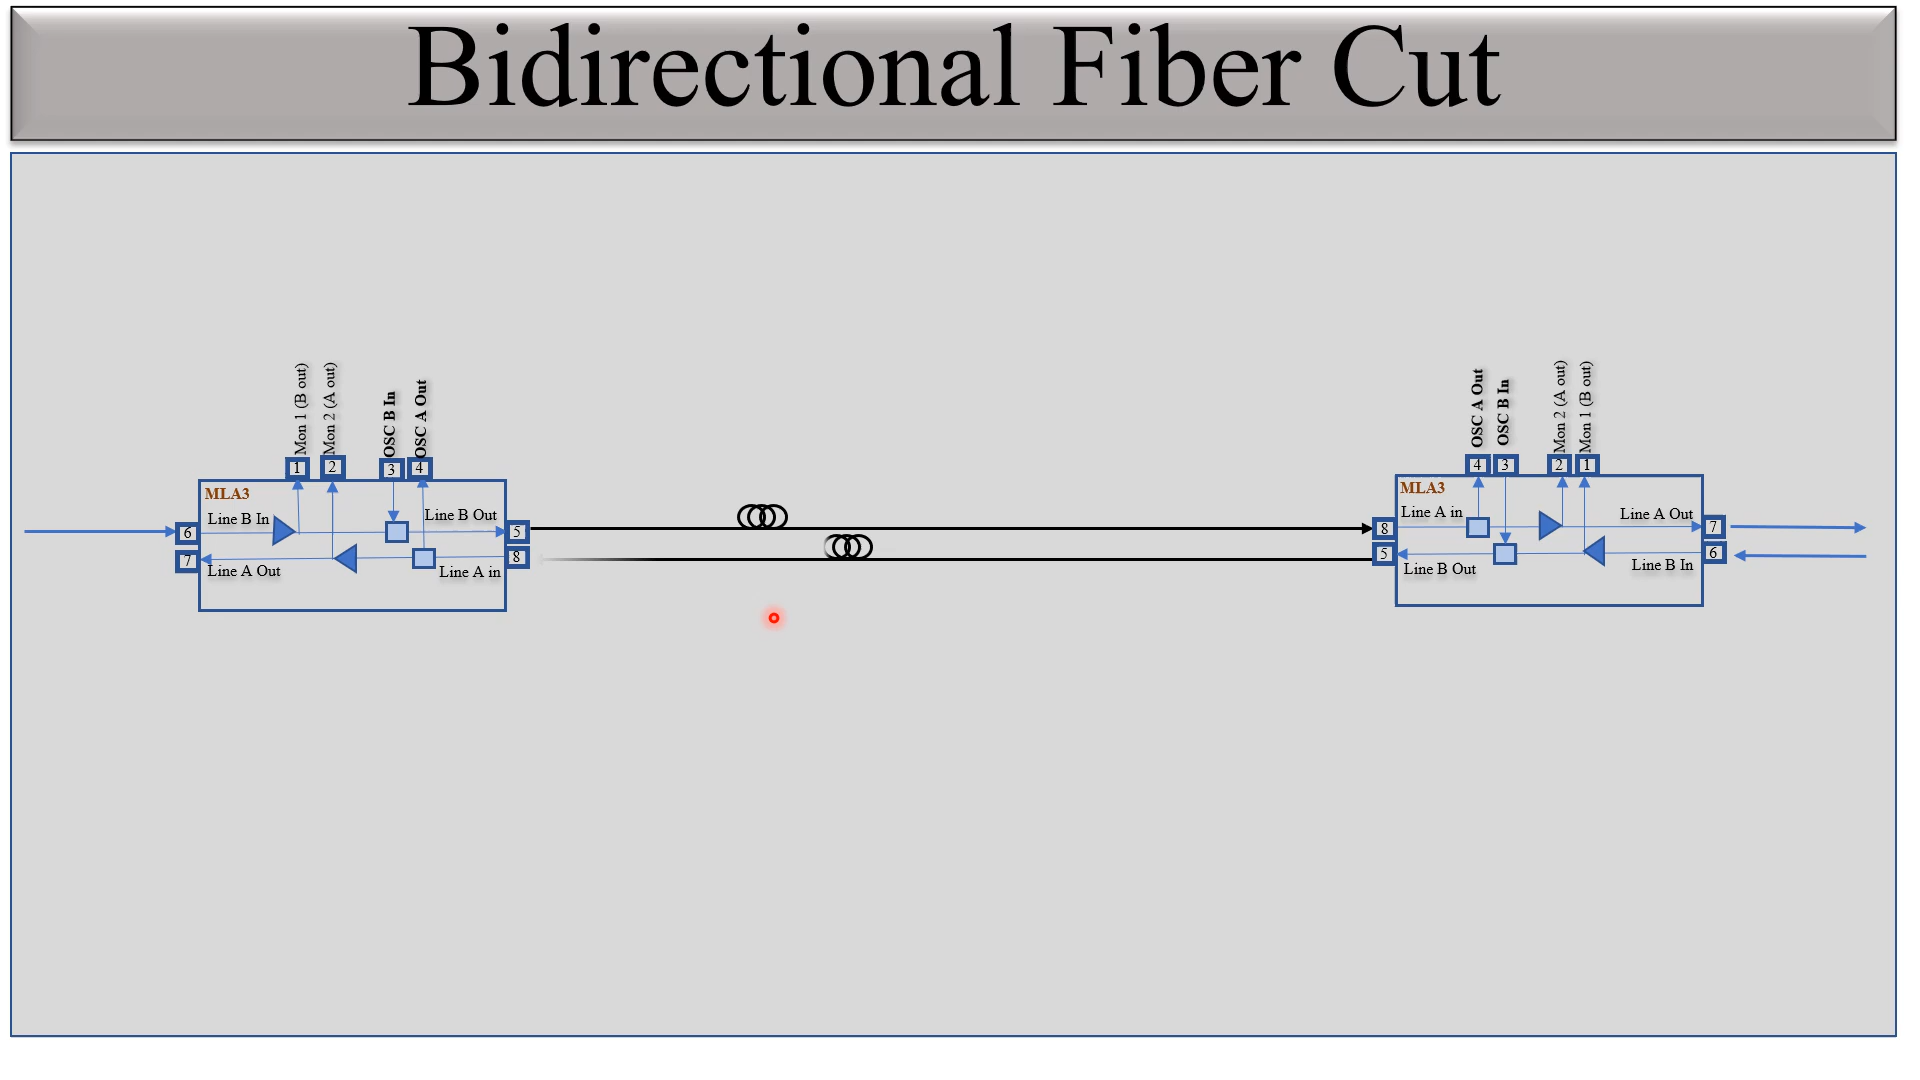 Bidirectional Fiber Cut
Mon 1 (B out)
Mon 2 (A out)
OSC B In
OSC A Out
1
2
3
4
MLA3
Line B In
Line B Out
6
5
7
8
Line A Out
Line A in
OSC A Out
OSC B In
Mon 2 (A out)
Mon 1 (B out)
4
3
2
1
MLA3
Line A in
Line A Out
8
7
5
6
Line B Out
Line B In